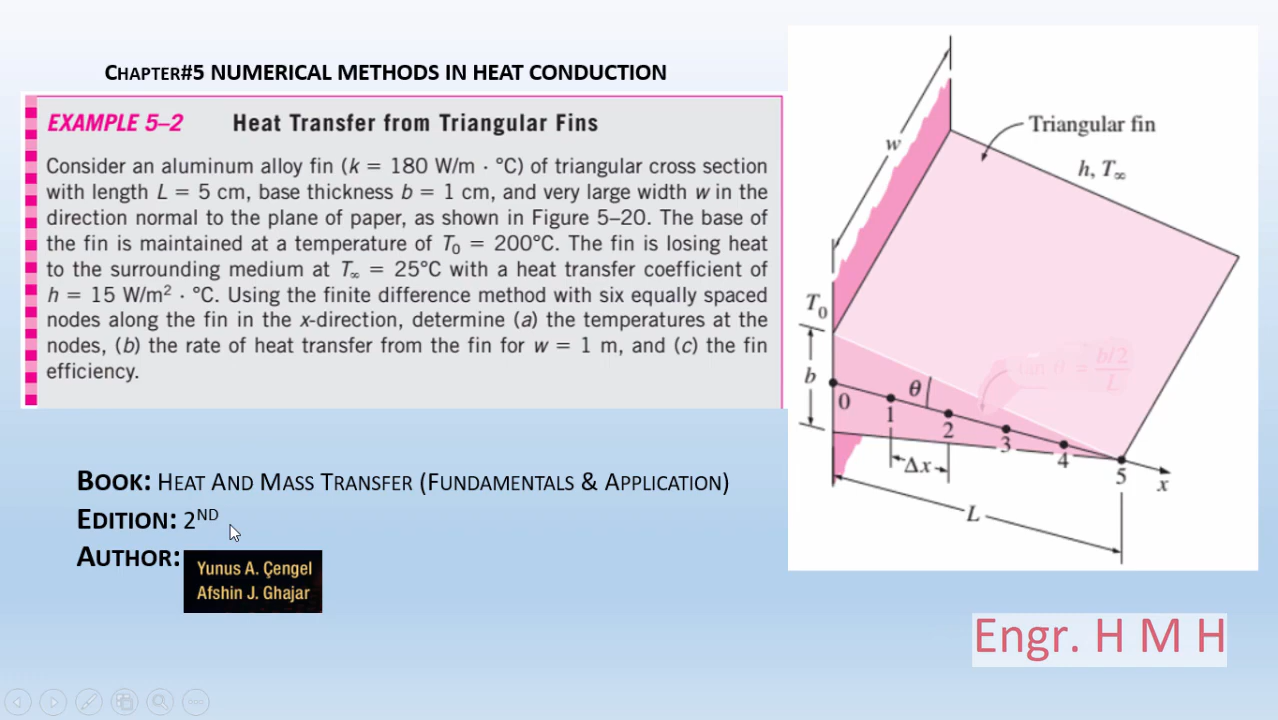 CHAPTER#5 NUMERICAL METHODS IN HEAT CONDUCTION
EXAMPLE 5–2 Heat Transfer from Triangular Fins
Consider an aluminum alloy fin (k = 180 W/m · °C) of triangular cross section
with length L = 5 cm, base thickness b = 1 cm, and very large width w in the
direction normal to the plane of paper, as shown in Figure 5–20. The base of
the fin is maintained at a temperature of T₀ = 200°C. The fin is losing heat
to the surrounding medium at T∞ = 25°C with a heat transfer coefficient of
h = 15 W/m² · °C. Using the finite difference method with six equally spaced
nodes along the fin in the x-direction, determine (a) the temperatures at the
nodes, (b) the rate of heat transfer from the fin for w = 1 m, and (c) the fin
efficiency.
BOOK: HEAT AND MASS TRANSFER (FUNDAMENTALS & APPLICATION)
EDITION: 2ND
AUTHOR:
Yunus A. Çengel
Afshin J. Ghajar
w
Triangular fin
h, T∞
T₀
tan θ = b/2
L
b
θ
0
1
2
3
4
5
Δx
x
L
Engr. H M H